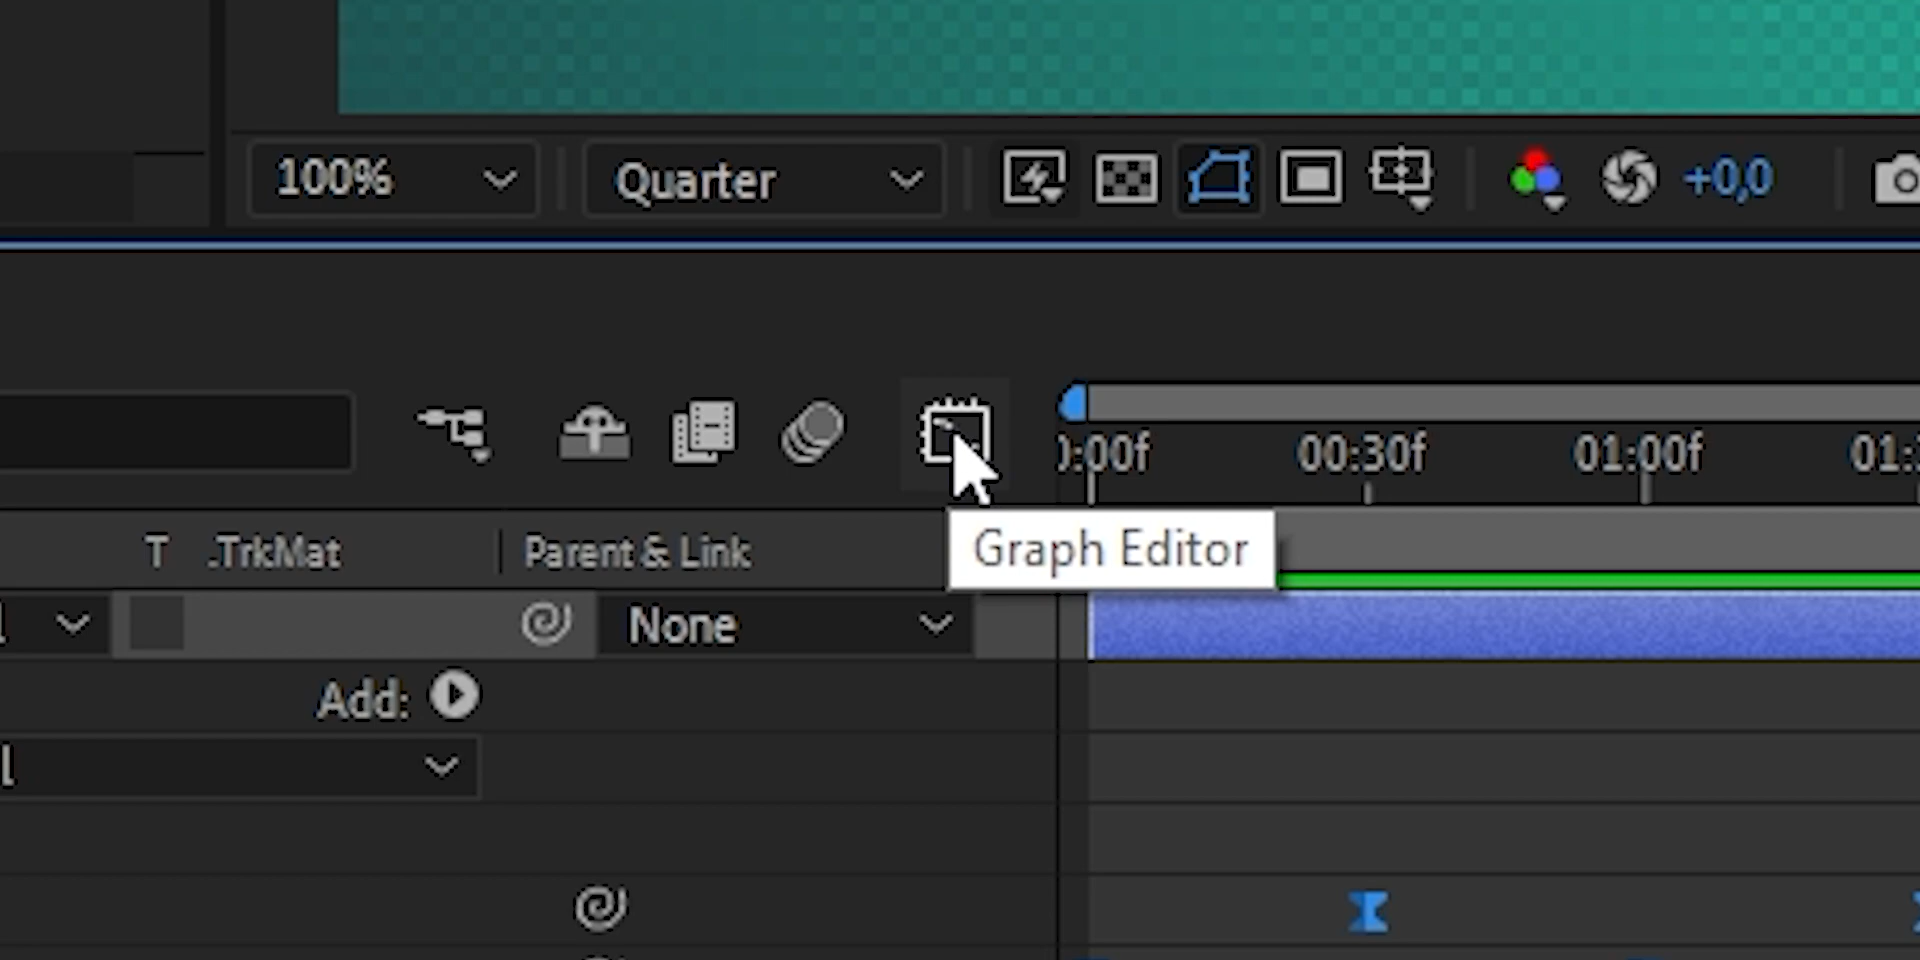 100%
Quarter
+0,0
:00f
00:30f
01:00f
01:
T .TrkMat
Parent & Link
Graph Editor
None
Add: